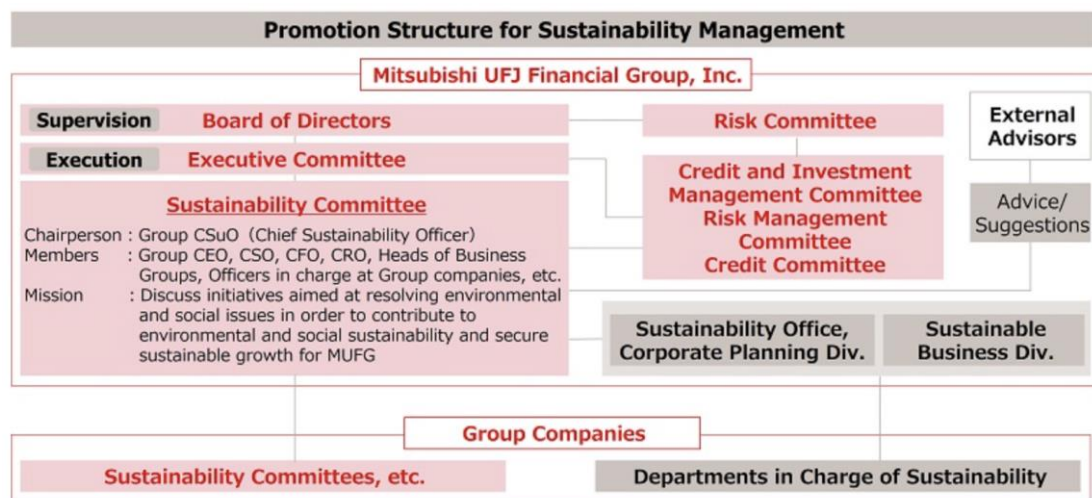 Promotion Structure for Sustainability Management
Mitsubishi UFJ Financial Group, Inc.
Supervision Board of Directors
Risk Committee
External
Advisors
Execution Executive Committee
Credit and Investment
Management Committee
Risk Management
Committee
Credit Committee
Advice/
Suggestions
Sustainability Committee
Chairperson : Group CSuO (Chief Sustainability Officer)
Members : Group CEO, CSO, CFO, CRO, Heads of Business
Groups, Officers in charge at Group companies, etc.
Mission : Discuss initiatives aimed at resolving environmental
and social issues in order to contribute to
environmental and social sustainability and secure
sustainable growth for MUFG
Sustainability Office,
Corporate Planning Div.
Sustainable
Business Div.
Group Companies
Sustainability Committees, etc.
Departments in Charge of Sustainability